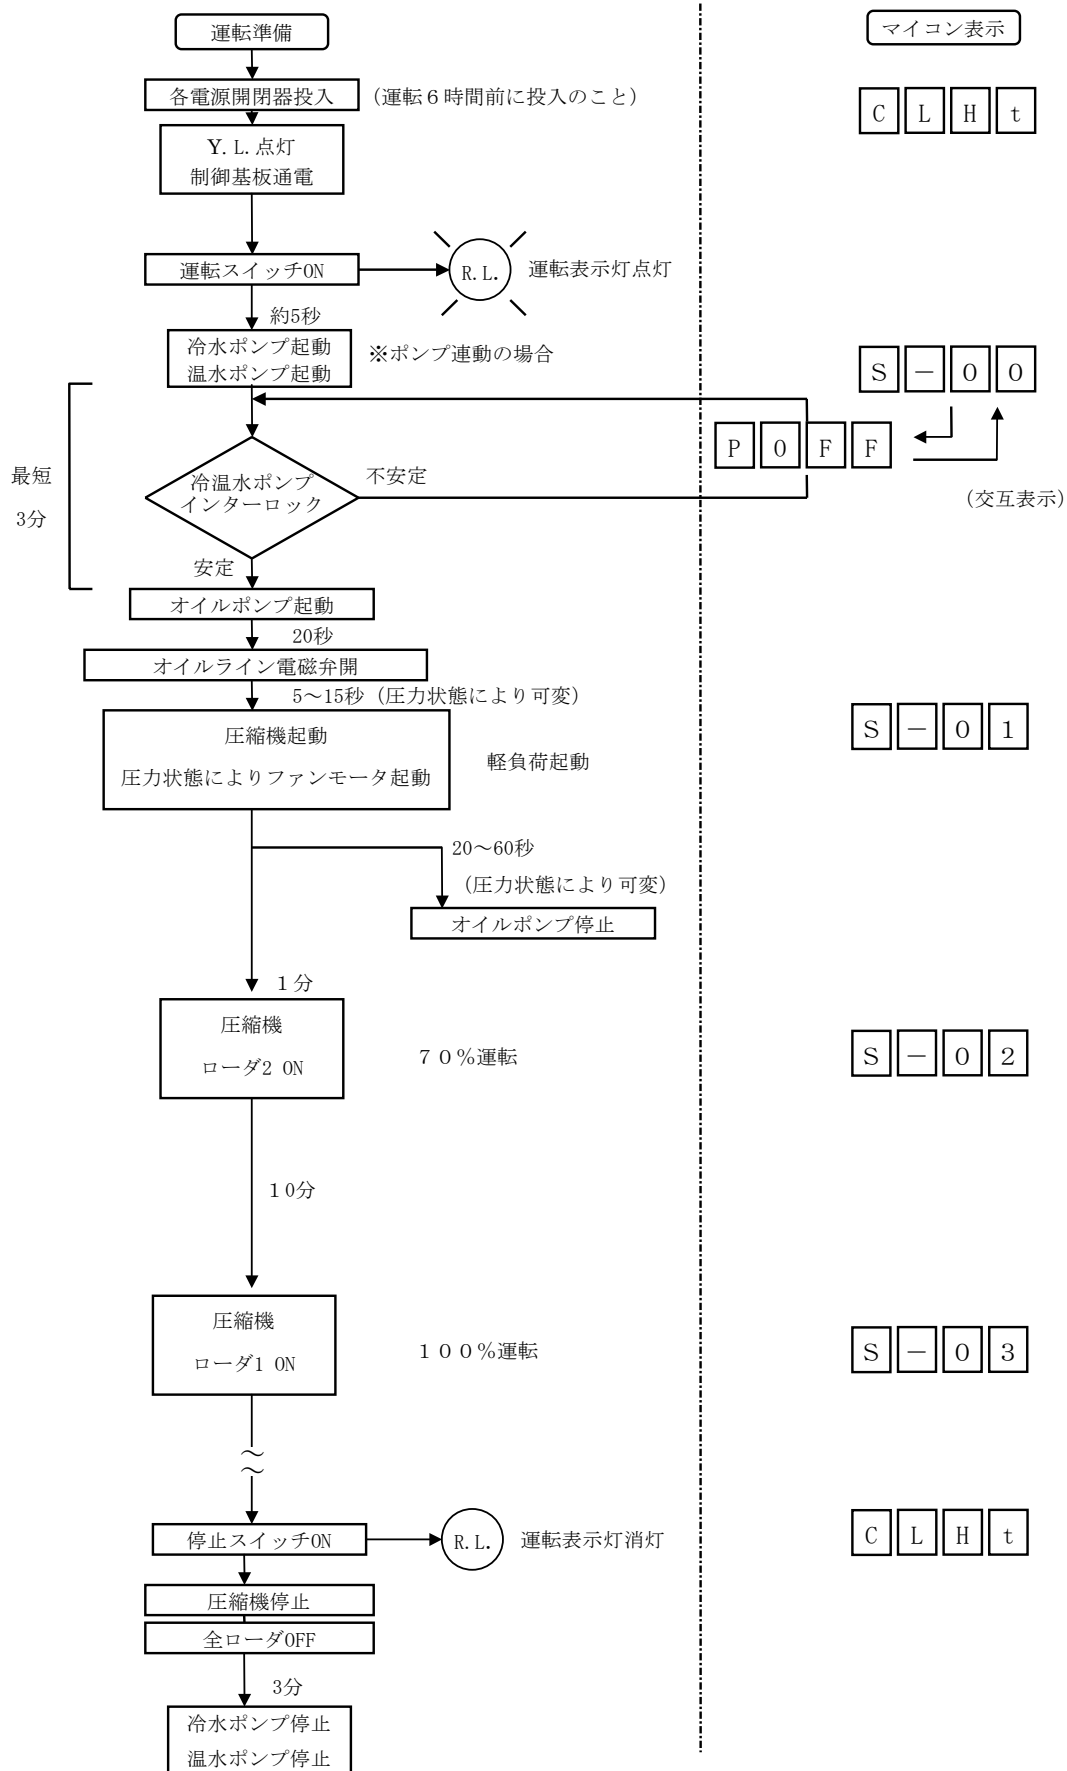 運転準備
マイコン表示
各電源開閉器投入 (運転６時間前に投入のこと)
C L H t
Y.L.点灯
制御基板通電
運転スイッチON R.L. 運転表示灯点灯
約5秒
冷水ポンプ起動
温水ポンプ起動
※ポンプ連動の場合
S － 0 0
P O F F
(交互表示)
最短
3分
冷温水ポンプ
インターロック
不安定
安定
オイルポンプ起動
20秒
オイルライン電磁弁開
5～15秒 (圧力状態により可変)
圧縮機起動
圧力状態によりファンモータ起動
軽負荷起動
S － 0 1
20～60秒
(圧力状態により可変)
オイルポンプ停止
１分
圧縮機
ローダ2 ON
７０％運転
S － 0 2
１0分
圧縮機
ローダ1 ON
１００％運転
S － 0 3
～
～
停止スイッチON R.L. 運転表示灯消灯
C L H t
圧縮機停止
全ローダOFF
3分
冷水ポンプ停止
温水ポンプ停止